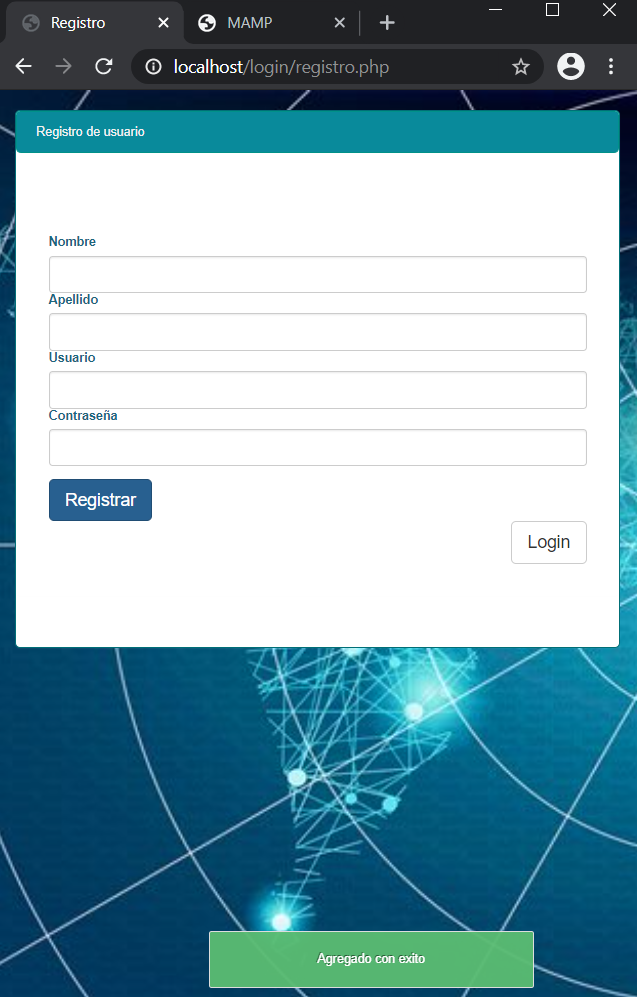 Registro
MAMP
localhost/login/registro.php
Registro de usuario
Nombre
Apellido
Usuario
Contraseña
Registrar
Login
Agregado con exito